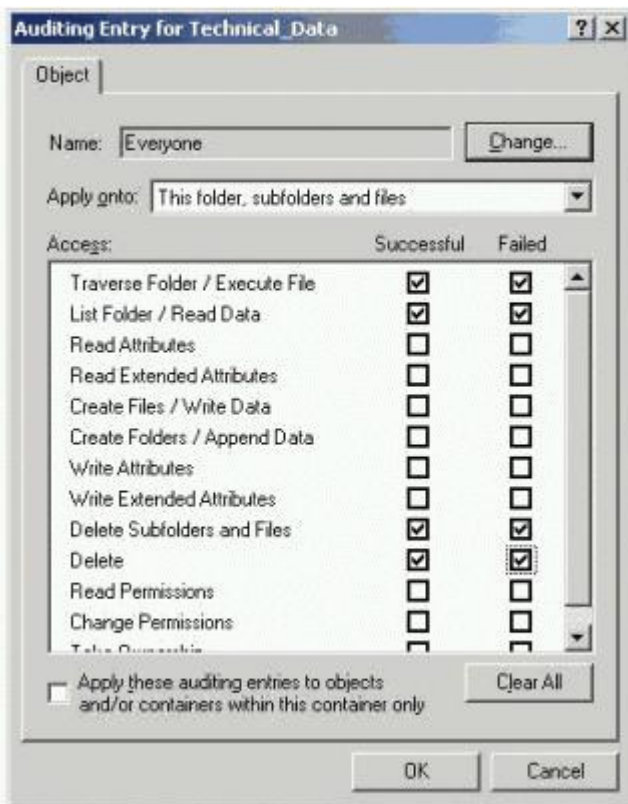 Auditing Entry for Technical_Data
Object
Name: Everyone Change...
Apply onto: This folder, subfolders and files
Access: Successful Failed
Traverse Folder / Execute File
List Folder / Read Data
Read Attributes
Read Extended Attributes
Create Files / Write Data
Create Folders / Append Data
Write Attributes
Write Extended Attributes
Delete Subfolders and Files
Delete
Read Permissions
Change Permissions
Take Ownership
Apply these auditing entries to objects
and/or containers within this container only
Clear All
OK Cancel